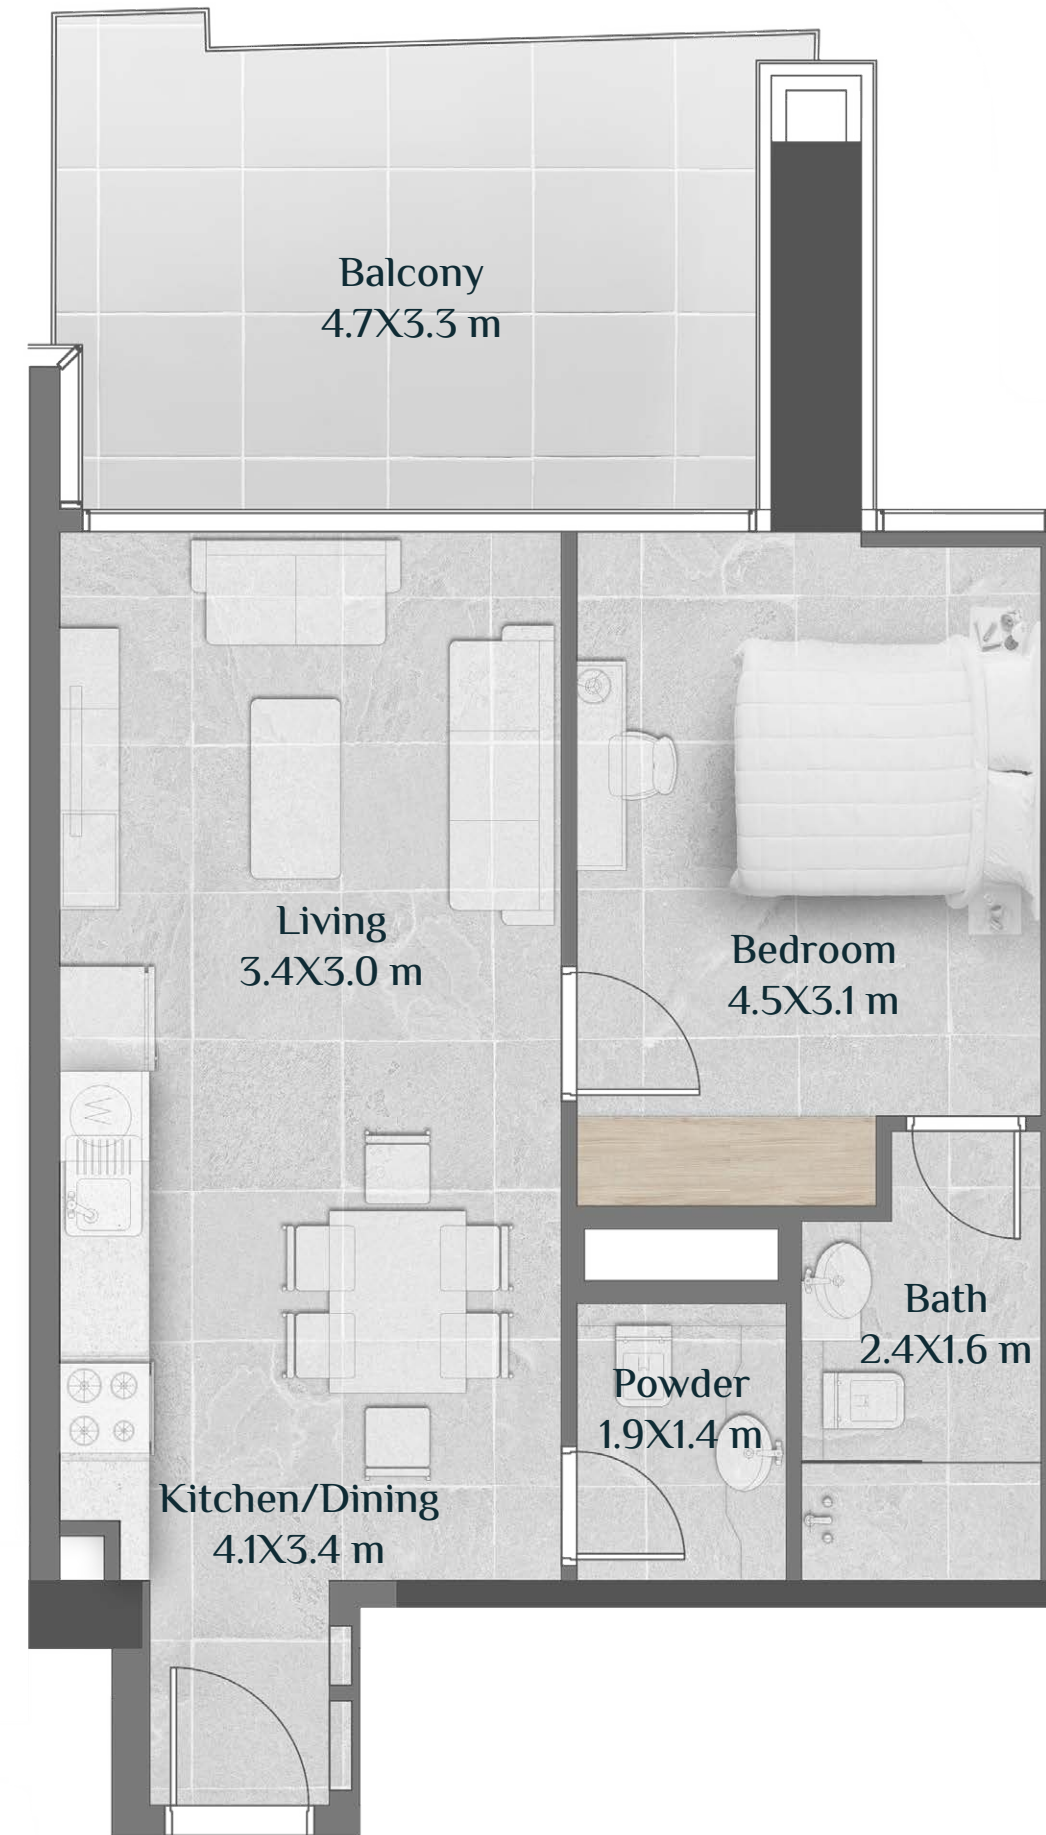 Balcony
4.7X3.3 m
Living
3.4X3.0 m
Bedroom
4.5X3.1 m
Bath
2.4X1.6 m
Powder
1.9X1.4 m
Kitchen/Dining
4.1X3.4 m